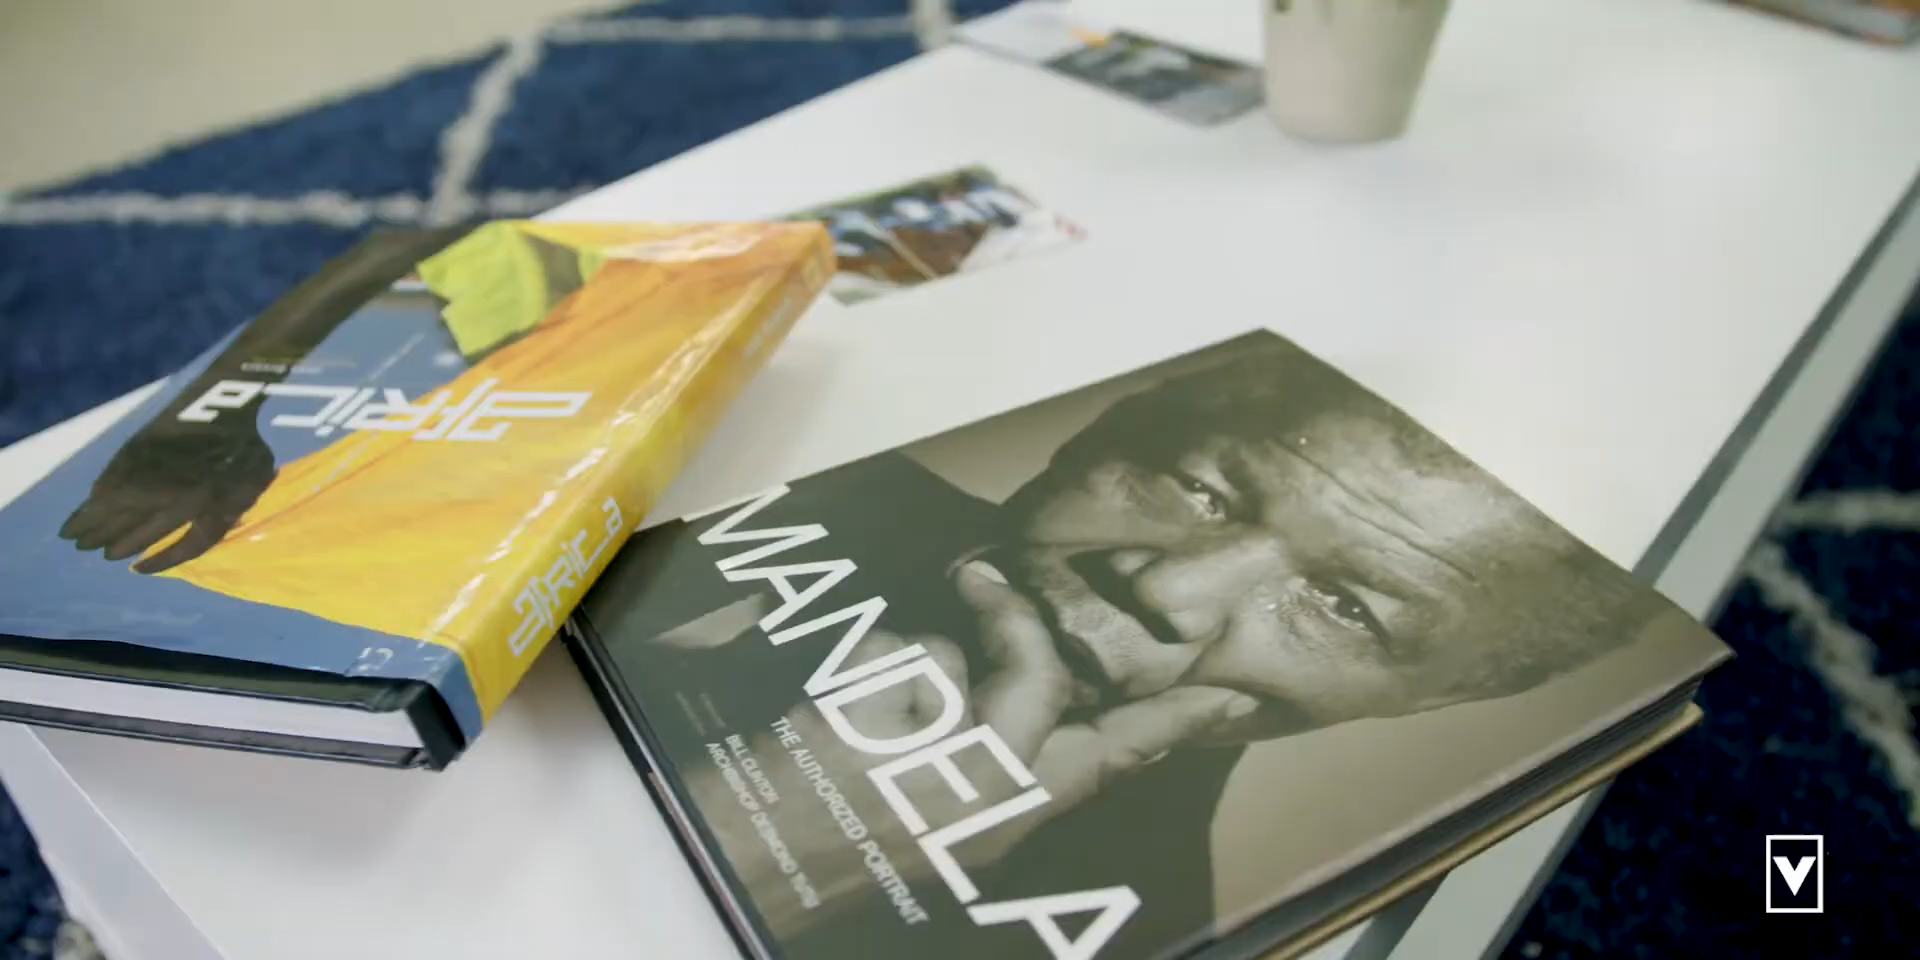 aFRiCa
aFRiCa
MANDELA
THE AUTHORIZED PORTRAIT
BILL CLINTON
ARCHBISHOP DESMOND TUTU
V